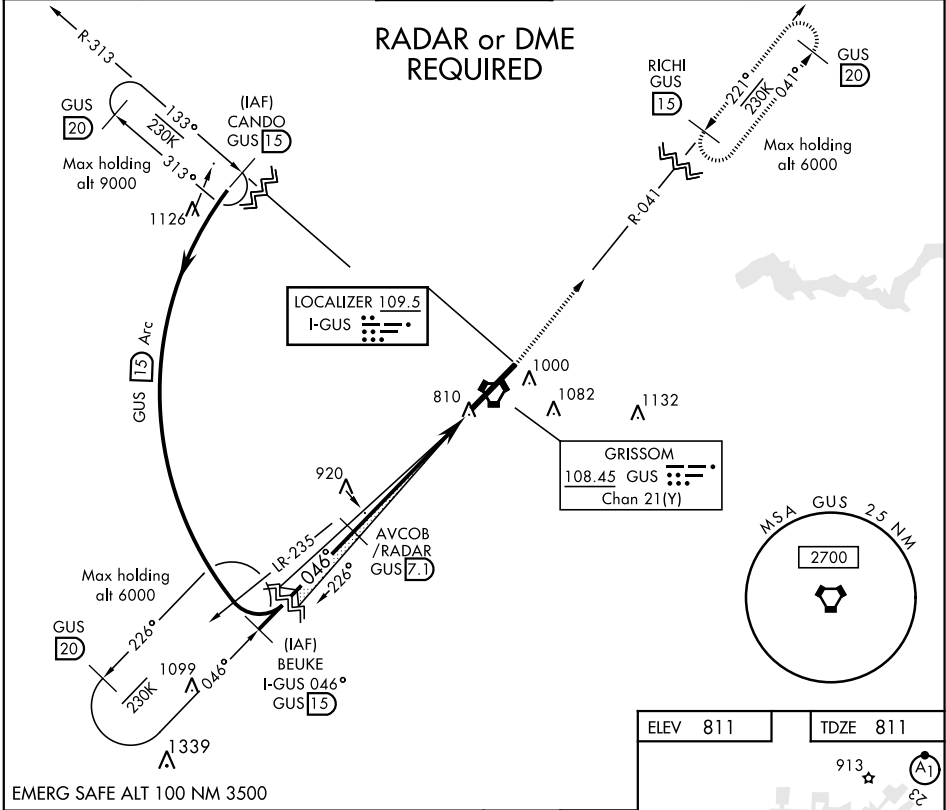 RADAR or DME
REQUIRED
R-313
GUS
20
133°
230K
313°
Max holding
alt 9000
(IAF)
CANDO
GUS 15
1126
RICHI
GUS
15
221°
230K
041°
GUS
20
Max holding
alt 6000
R-041
LOCALIZER 109.5
I-GUS
GUS 15 Arc
1000
810
1082
1132
GRISSOM
108.45 GUS
Chan 21(Y)
920
LR-235
AVCOB
/RADAR
GUS 7.1
046°
226°
MSA GUS 25 NM
2700
Max holding
alt 6000
GUS
20
226°
230K
1099
046°
(IAF)
BEUKE
I-GUS 046°
GUS 15
1339
EMERG SAFE ALT 100 NM 3500
ELEV 811
TDZE 811
913
A1
23